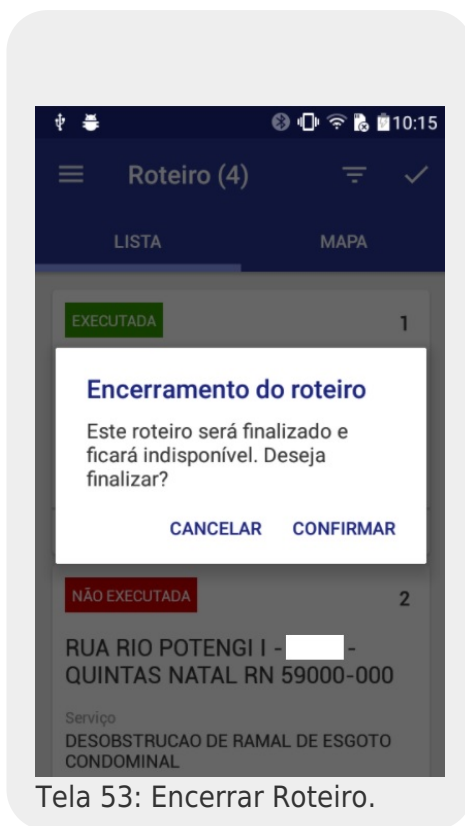 10:15
Roteiro (4)
LISTA MAPA
EXECUTADA 1
Encerramento do roteiro
Este roteiro será finalizado e
ficará indisponível. Deseja
finalizar?
CANCELAR CONFIRMAR
NÃO EXECUTADA 2
RUA RIO POTENGI I - -
QUINTAS NATAL RN 59000-000
Serviço
DESOBSTRUCAO DE RAMAL DE ESGOTO
CONDOMINAL
Tela 53: Encerrar Roteiro.